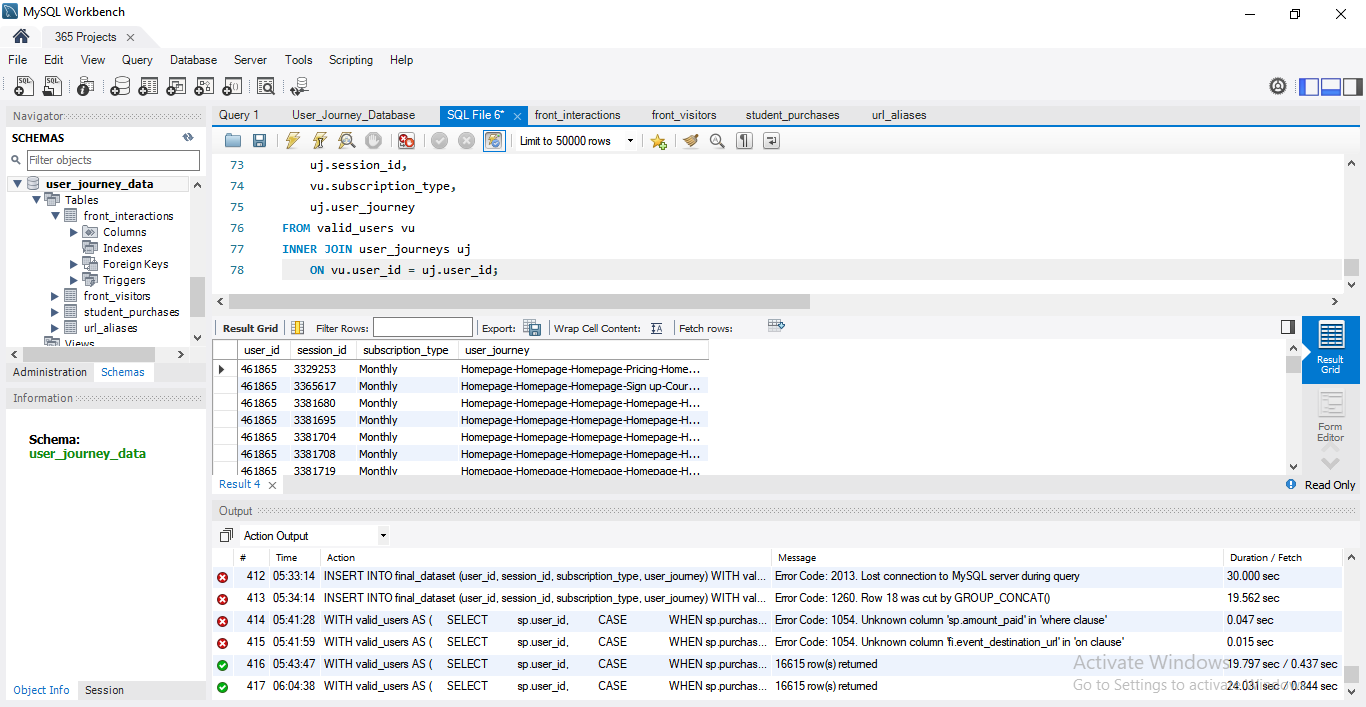 MySQL Workbench
365 Projects
File Edit View Query Database Server Tools Scripting Help
Navigator
SCHEMAS
Filter objects
user_journey_data
Tables
front_interactions
Columns
Indexes
Foreign Keys
Triggers
front_visitors
student_purchases
url_aliases
Views
Administration Schemas
Information
Schema:
user_journey_data
Object Info Session
Query 1 User_Journey_Database SQL File 6* front_interactions front_visitors student_purchases url_aliases
Limit to 50000 rows
73 uj.session_id,
74 vu.subscription_type,
75 uj.user_journey
76 FROM valid_users vu
77 INNER JOIN user_journeys uj
78 ON vu.user_id = uj.user_id;
Result Grid Filter Rows: Export: Wrap Cell Content: Fetch rows:
user_id session_id subscription_type user_journey
461865 3329253 Monthly Homepage-Homepage-Homepage-Pricing-Home...
461865 3365617 Monthly Homepage-Homepage-Homepage-Sign up-Cour...
461865 3381680 Monthly Homepage-Homepage-Homepage-Homepage-H...
461865 3381695 Monthly Homepage-Homepage-Homepage-Homepage-H...
461865 3381704 Monthly Homepage-Homepage-Homepage-Homepage-H...
461865 3381708 Monthly Homepage-Homepage-Homepage-Homepage-H...
461865 3381719 Monthly Homepage-Homepage-Homepage-Homepage-H...
Result
Grid
Form
Editor
Result 4
Read Only
Output
Action Output
# Time Action Message Duration / Fetch
412 05:33:14 INSERT INTO final_dataset (user_id, session_id, subscription_type, user_journey) WITH val... Error Code: 2013. Lost connection to MySQL server during query 30.000 sec
413 05:34:14 INSERT INTO final_dataset (user_id, session_id, subscription_type, user_journey) WITH val... Error Code: 1260. Row 18 was cut by GROUP_CONCAT() 19.562 sec
414 05:41:28 WITH valid_users AS ( SELECT sp.user_id, CASE WHEN sp.purchas... Error Code: 1054. Unknown column 'sp.amount_paid' in 'where clause' 0.047 sec
415 05:41:59 WITH valid_users AS ( SELECT sp.user_id, CASE WHEN sp.purchas... Error Code: 1054. Unknown column 'fi.event_destination_url' in 'on clause' 0.015 sec
416 05:43:47 WITH valid_users AS ( SELECT sp.user_id, CASE WHEN sp.purchas... 16615 row(s) returned 19.797 sec / 0.437 sec
417 06:04:38 WITH valid_users AS ( SELECT sp.user_id, CASE WHEN sp.purchas... 16615 row(s) returned 24.031 sec / 0.844 sec
Activate Windows
Go to Settings to activate Windows.